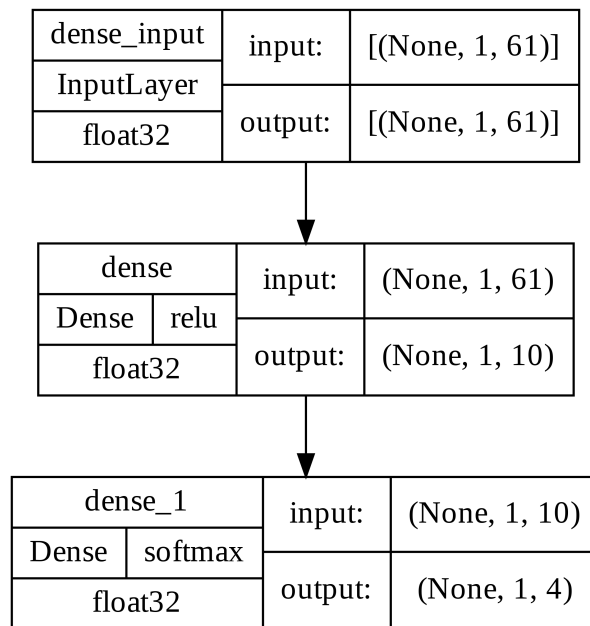 dense_input
InputLayer
float32
input:
[(None, 1, 61)]
output:
[(None, 1, 61)]
dense
Dense
relu
float32
input:
(None, 1, 61)
output:
(None, 1, 10)
dense_1
Dense
softmax
float32
input:
(None, 1, 10)
output:
(None, 1, 4)